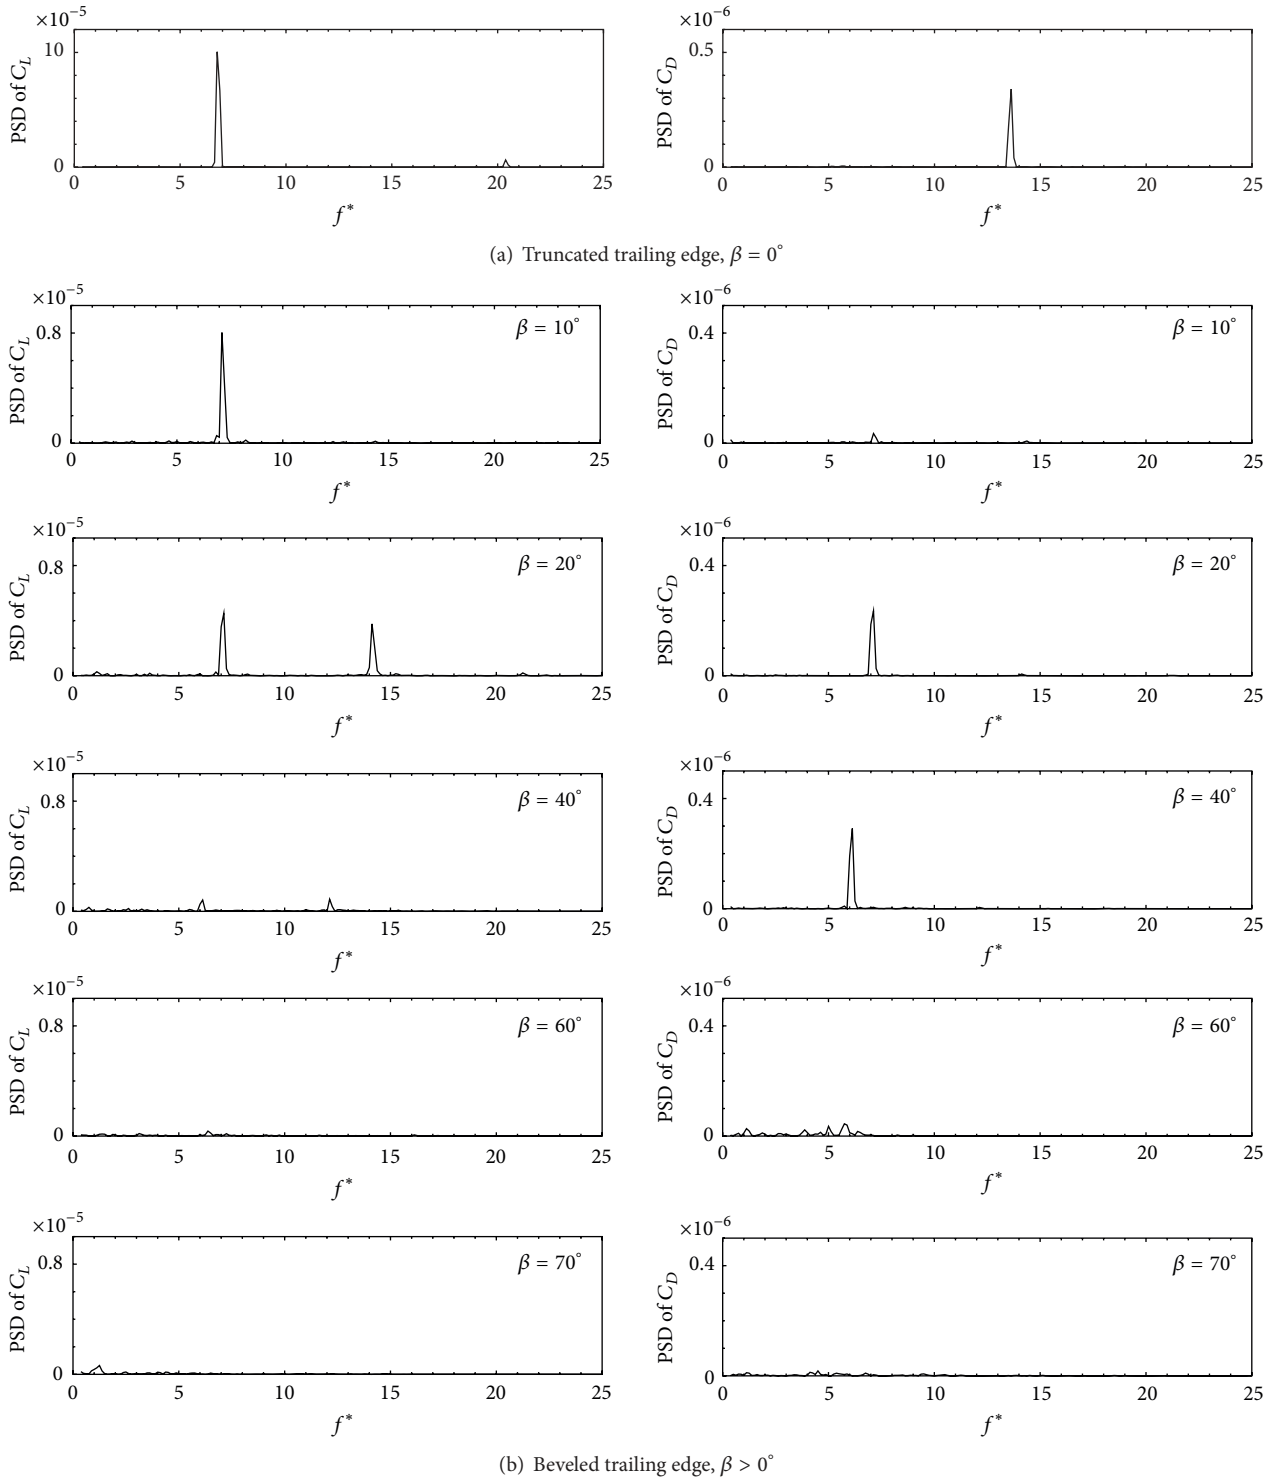 ×10⁻⁵
PSD of C_L
10
0
0 5 10 15 20 25
f*
×10⁻⁶
PSD of C_D
0.5
0
0 5 10 15 20 25
f*
(a) Truncated trailing edge, β = 0°
×10⁻⁵
PSD of C_L
0.8
0
β = 10°
0 5 10 15 20 25
f*
×10⁻⁶
PSD of C_D
0.4
0
β = 10°
0 5 10 15 20 25
f*
×10⁻⁵
PSD of C_L
0.8
0
β = 20°
0 5 10 15 20 25
f*
×10⁻⁶
PSD of C_D
0.4
0
β = 20°
0 5 10 15 20 25
f*
×10⁻⁵
PSD of C_L
0.8
0
β = 40°
0 5 10 15 20 25
f*
×10⁻⁶
PSD of C_D
0.4
0
β = 40°
0 5 10 15 20 25
f*
×10⁻⁵
PSD of C_L
0.8
0
β = 60°
0 5 10 15 20 25
f*
×10⁻⁶
PSD of C_D
0.4
0
β = 60°
0 5 10 15 20 25
f*
×10⁻⁵
PSD of C_L
0.8
0
β = 70°
0 5 10 15 20 25
f*
×10⁻⁶
PSD of C_D
0.4
0
β = 70°
0 5 10 15 20 25
f*
(b) Beveled trailing edge, β > 0°